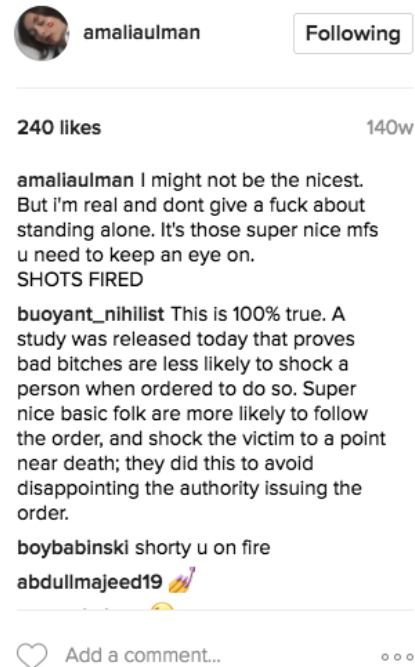 amaliaulman
Following
240 likes
140w
amaliaulman I might not be the nicest.
But i'm real and dont give a fuck about
standing alone. It's those super nice mfs
u need to keep an eye on.
SHOTS FIRED
buoyant_nihilist This is 100% true. A
study was released today that proves
bad bitches are less likely to shock a
person when ordered to do so. Super
nice basic folk are more likely to follow
the order, and shock the victim to a point
near death; they did this to avoid
disappointing the authority issuing the
order.
boybabinski shorty u on fire
abdullmajeed19 💅
Add a comment...